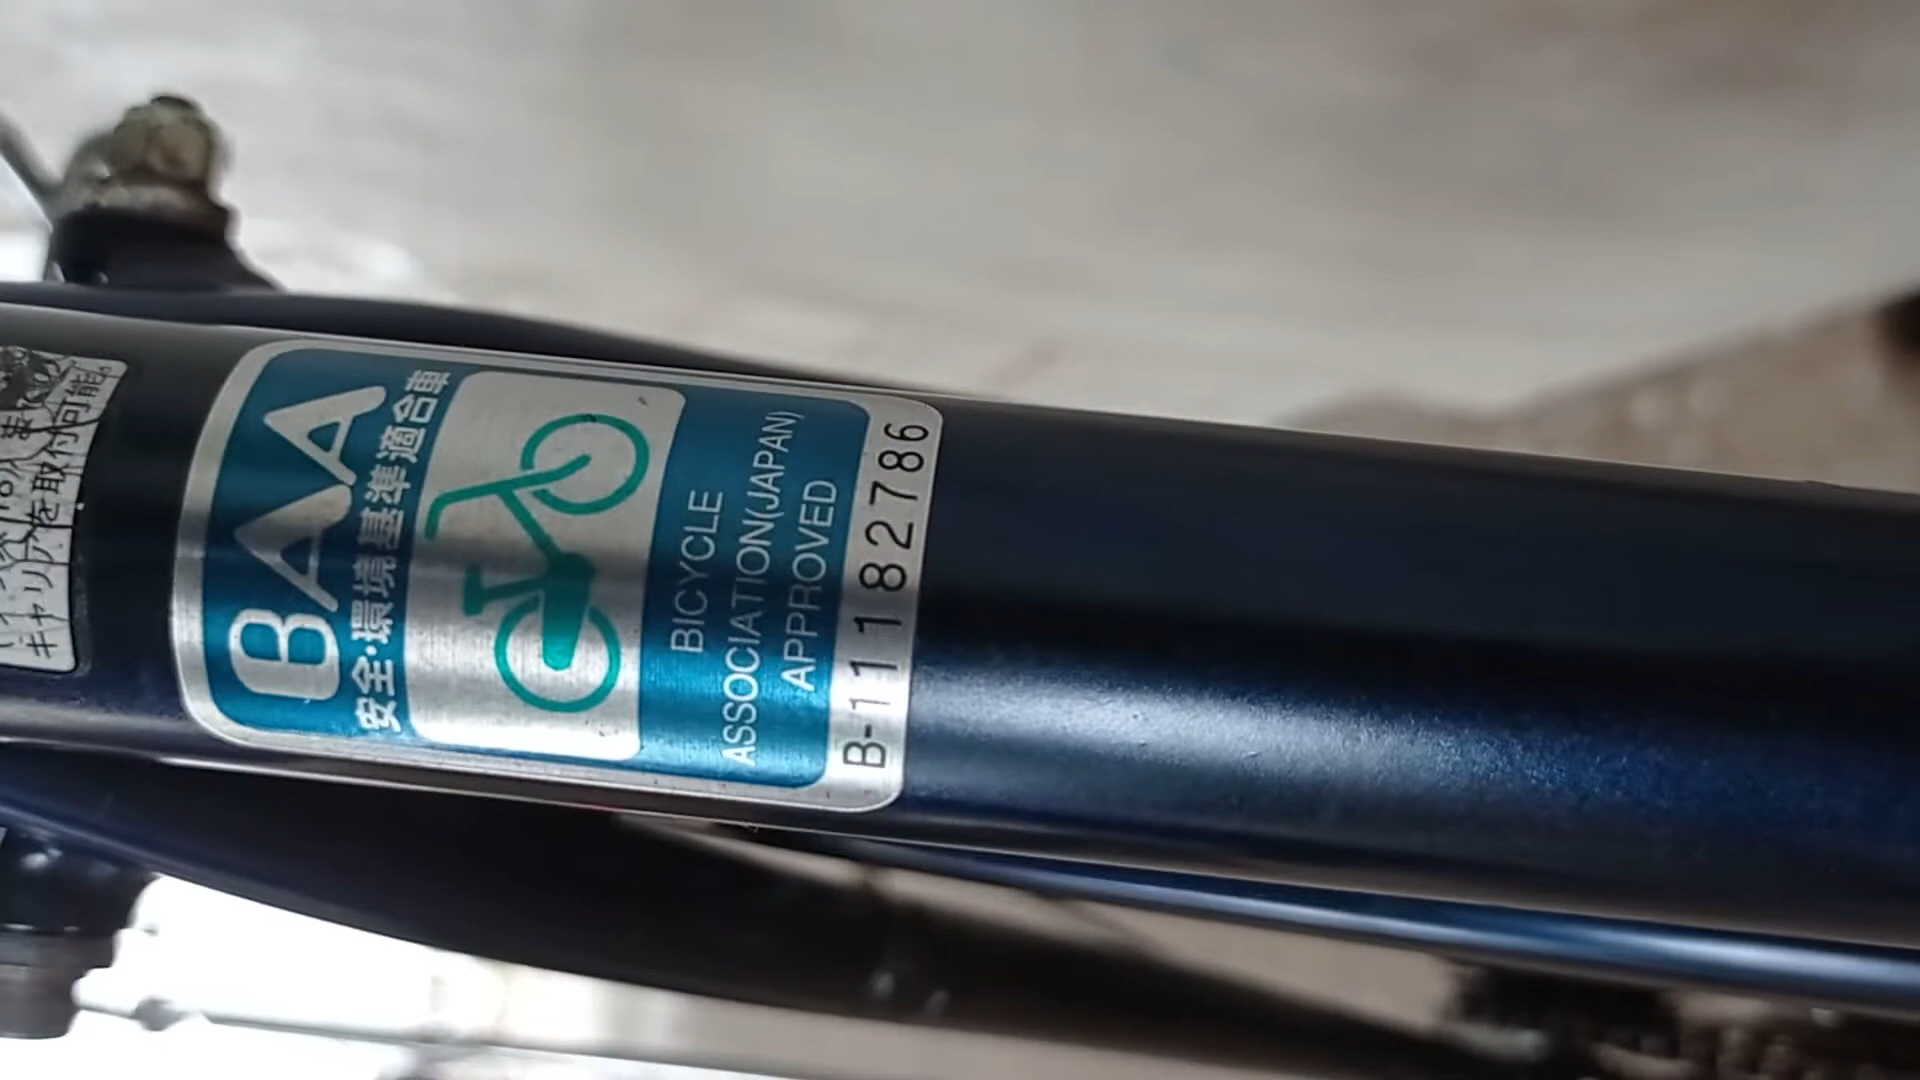 BAA
安全・環境基準適合車
BICYCLE
ASSOCIATION(JAPAN)
APPROVED
B-11182786
キャリアを取付可能。